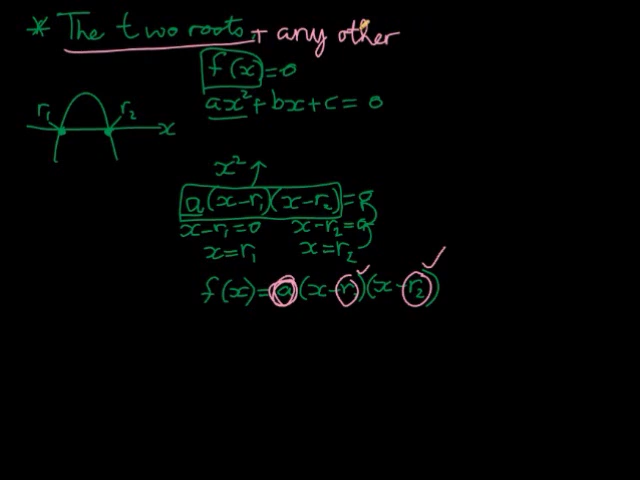 * The two roots + any other
f(x)=0
ax²+bx+c=0
r₁ r₂ x
x²↑
a(x-r₁)(x-r₂)=0
x-r₁=0 x-r₂=0
x=r₁ x=r₂
f(x)=a(x-r₁)(x-r₂)